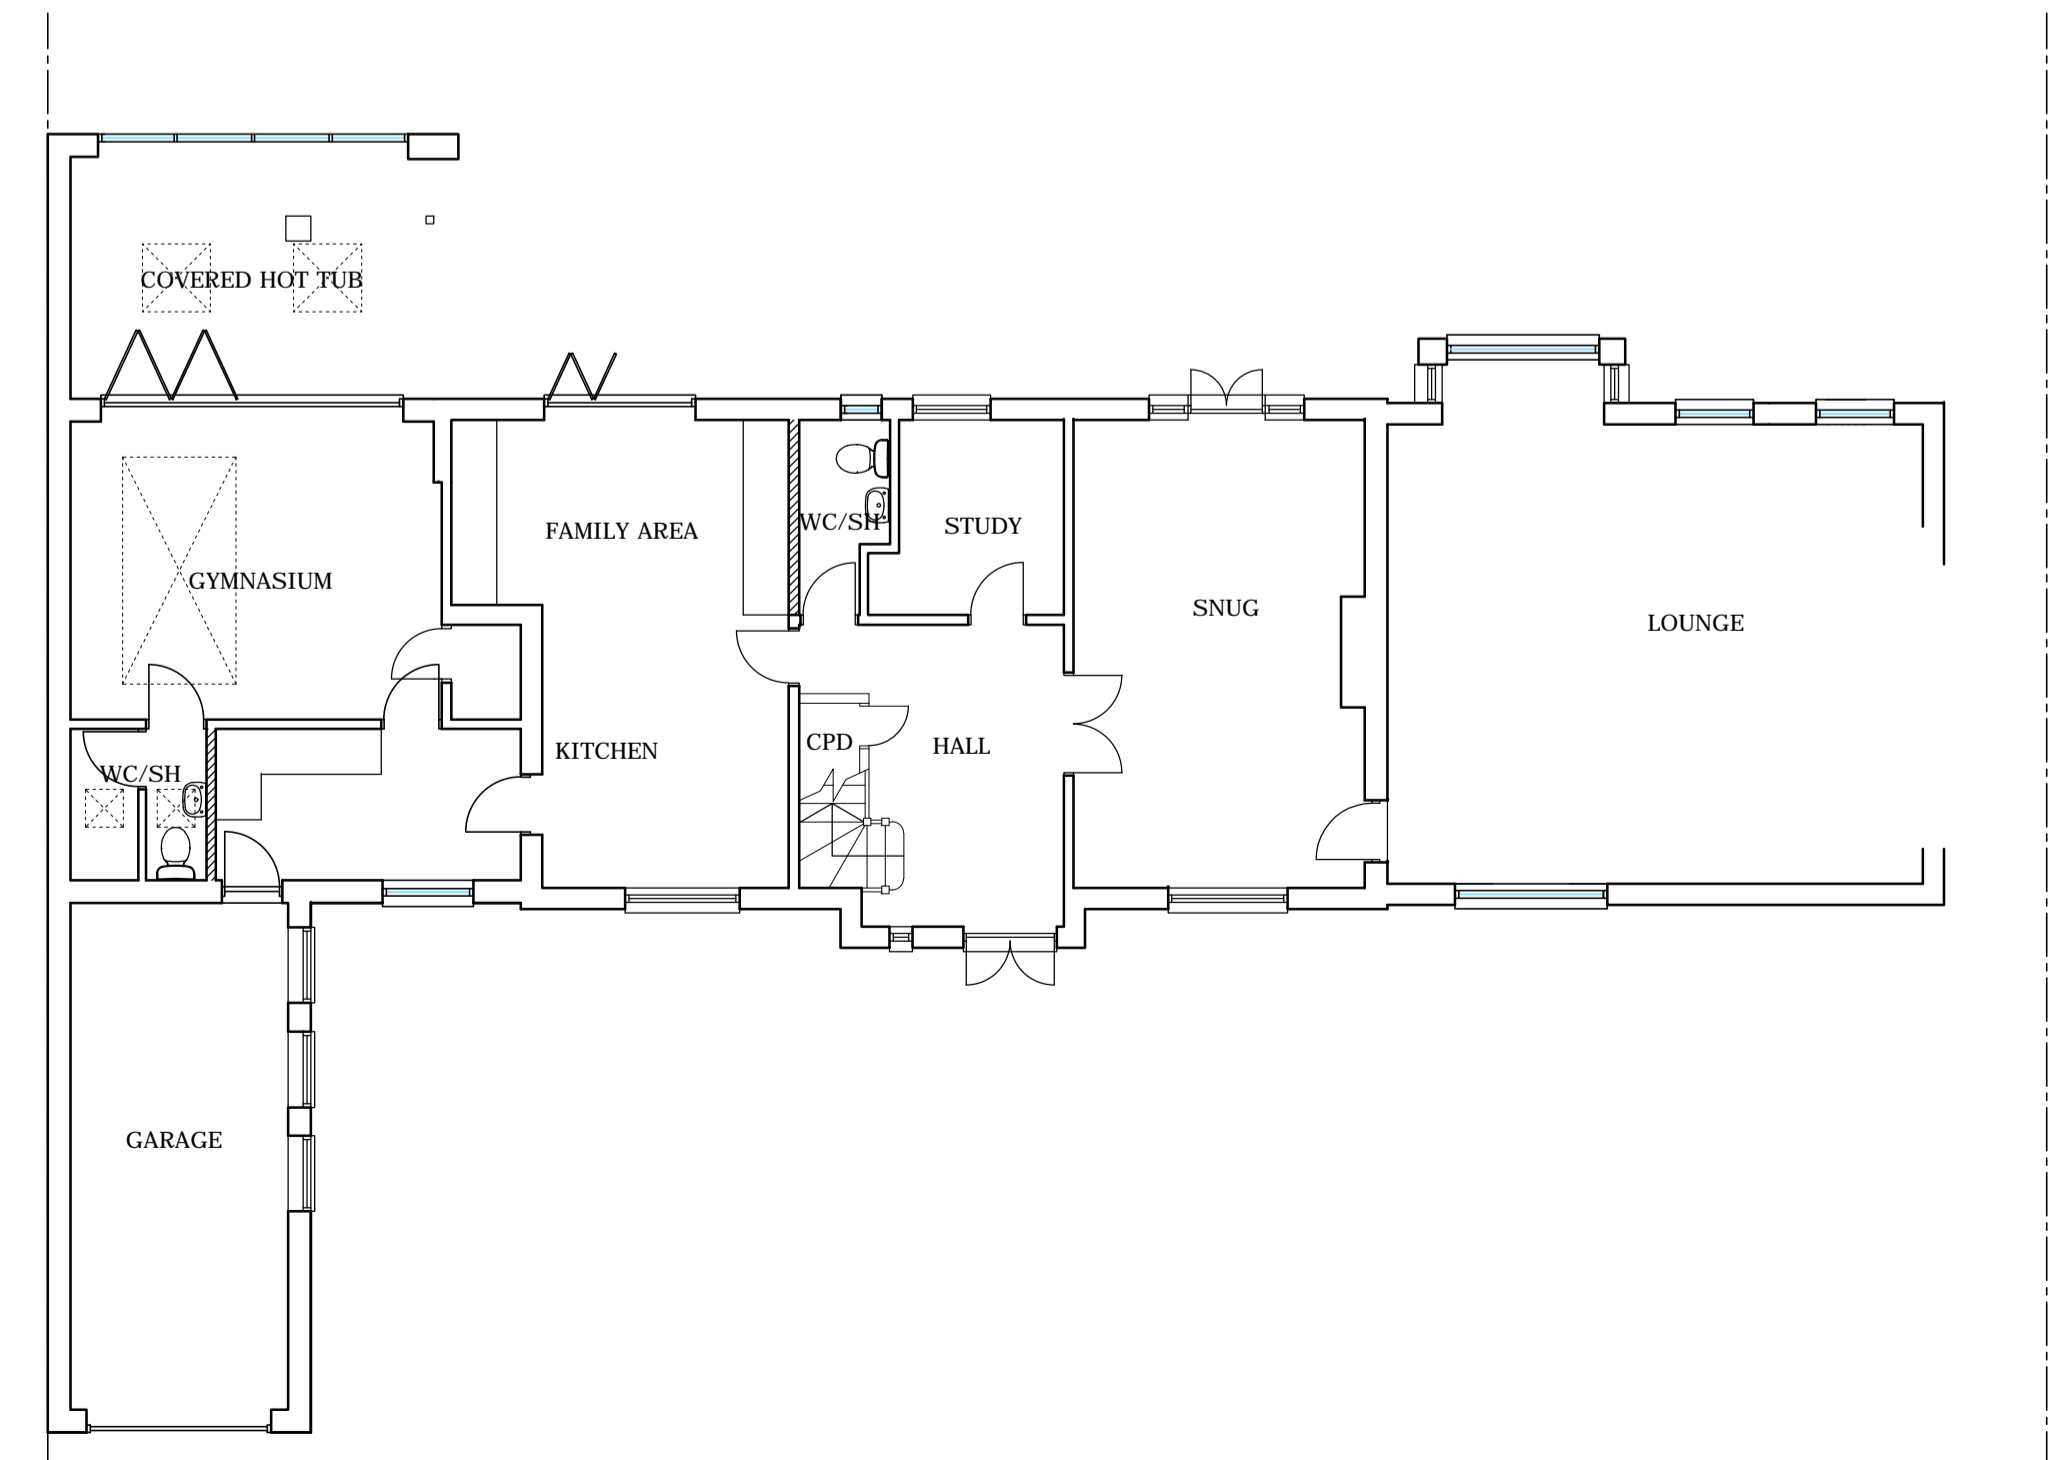 COVERED HOT TUB
FAMILY AREA
WC/SH
STUDY
GYMNASIUM
SNUG
LOUNGE
KITCHEN
CPD
HALL
WC/SH
GARAGE